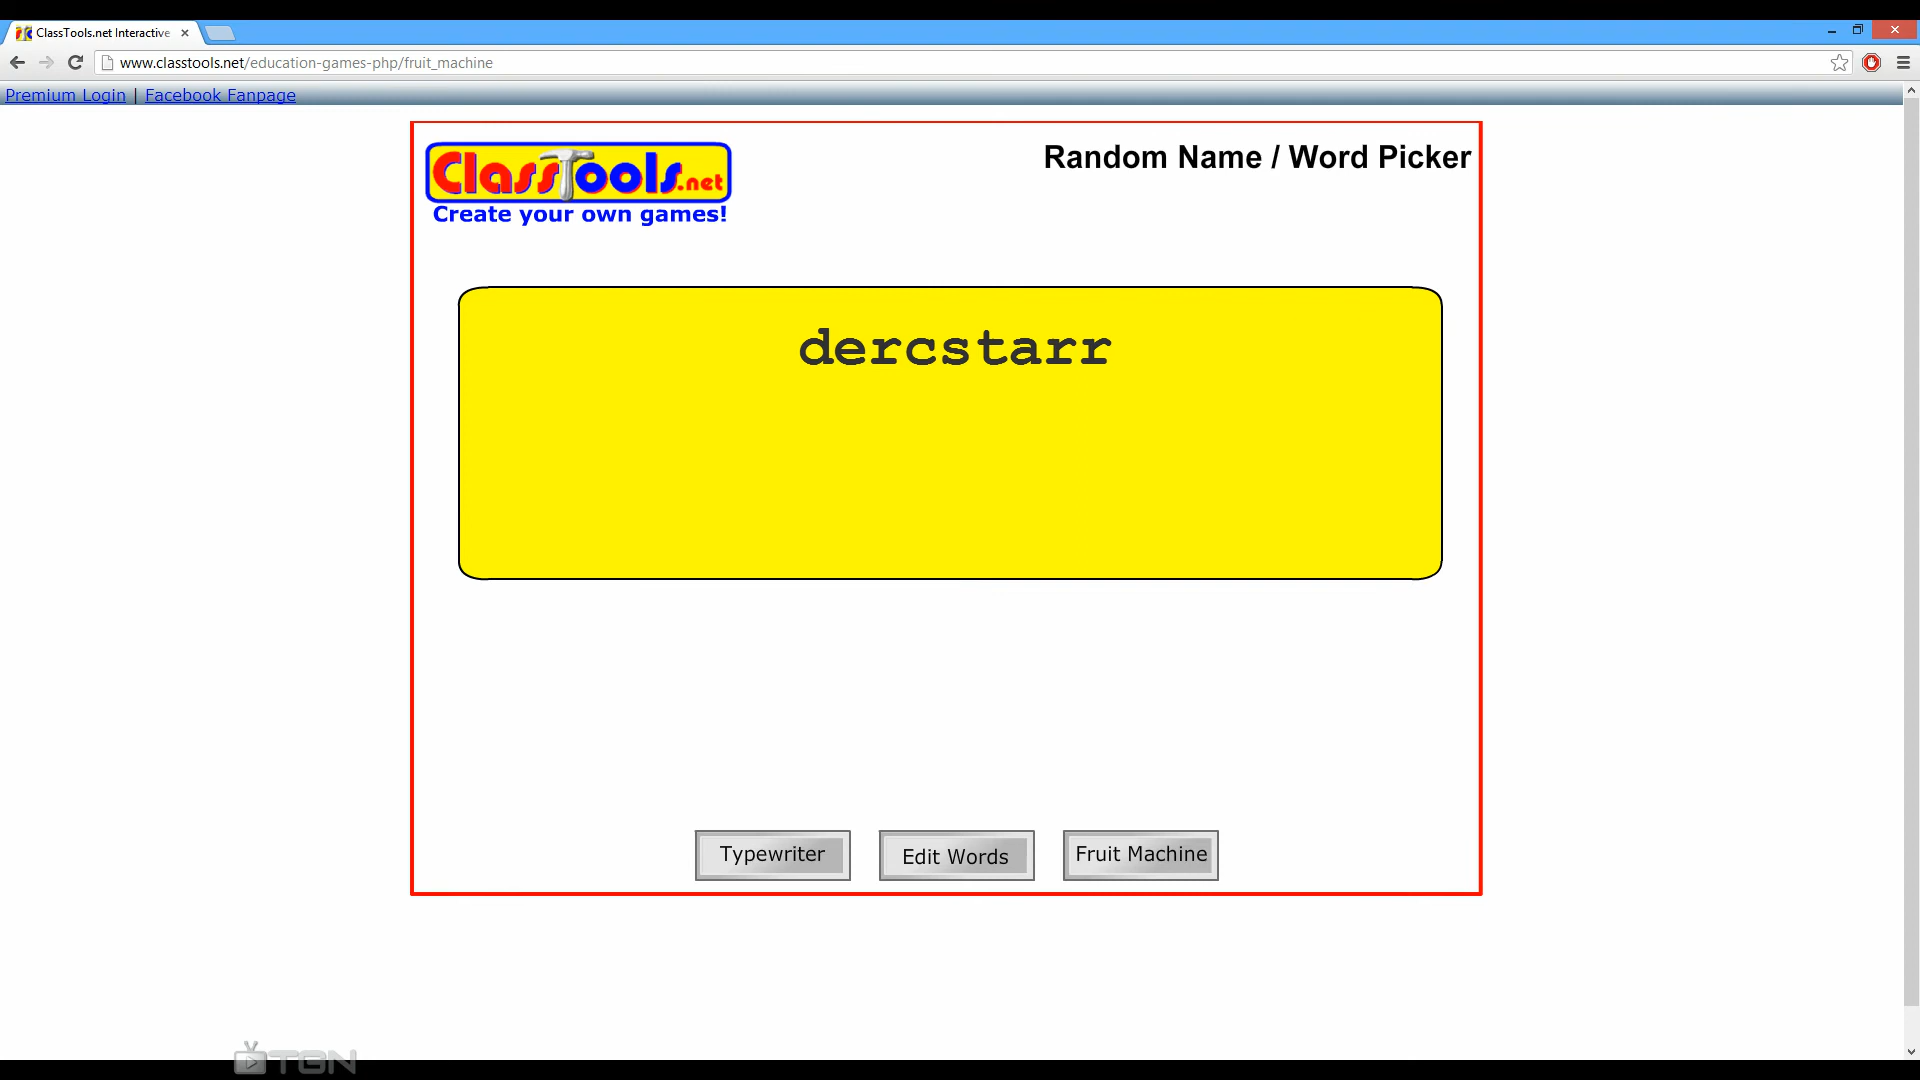 ClassTools.net Interactive
www.classtools.net/education-games-php/fruit_machine
Premium Login | Facebook Fanpage
ClassTools.net
Create your own games!
Random Name / Word Picker
dercstarr
Typewriter
Edit Words
Fruit Machine
TGN